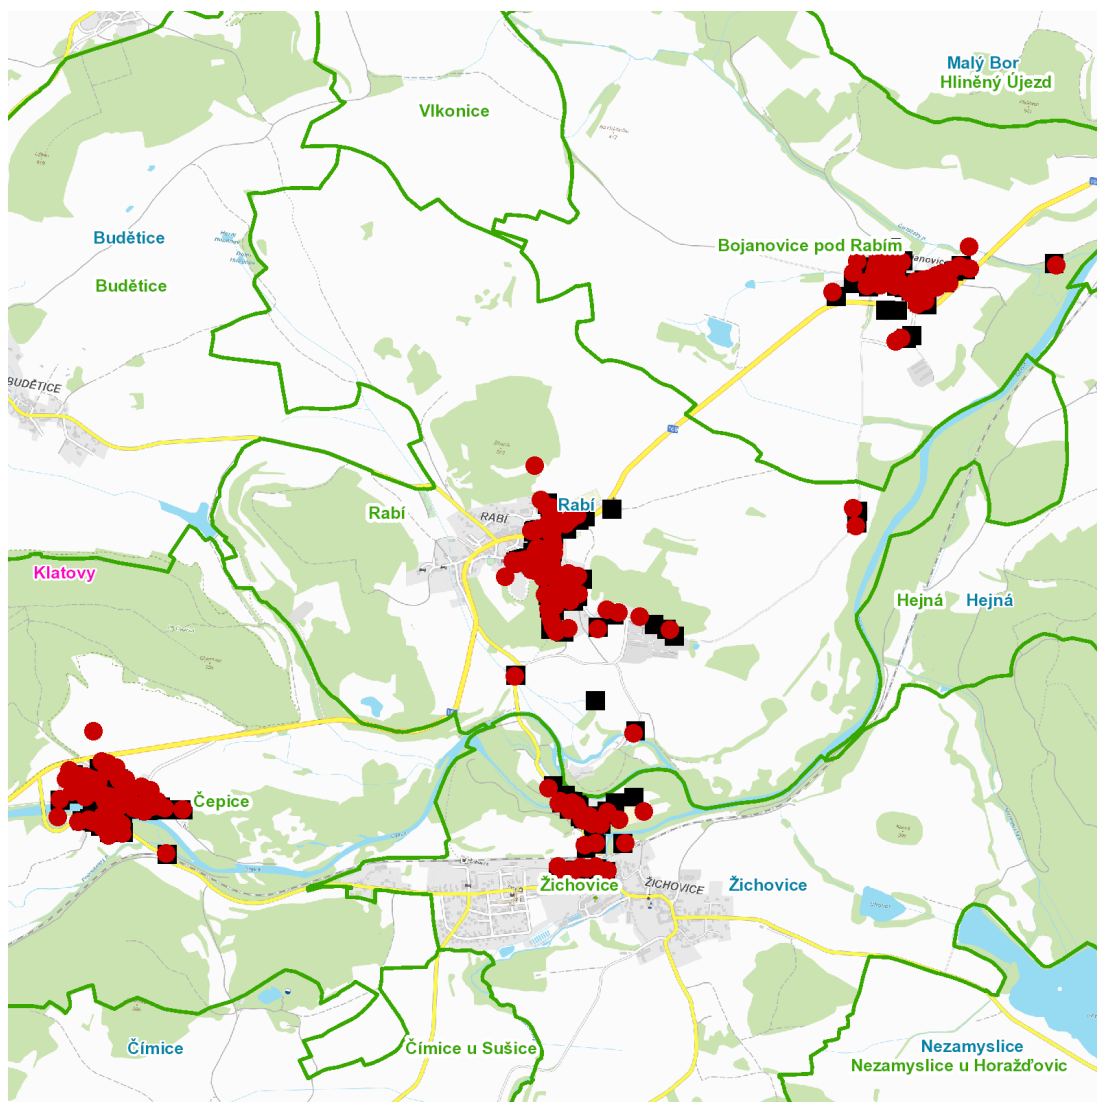 Malý Bor
Hliněný Újezd
Vlkonice
Budětice
Bojanovice pod Rabím
Budětice
BUDĚTICE
Rabí
Rabí
RABÍ
Klatovy
Hejná
Hejná
Čepice
Žichovice
ŽICHOVICE
Žichovice
Čímice
Čímice u Sušice
Nezamyslice
Nezamyslice u Horažďovic